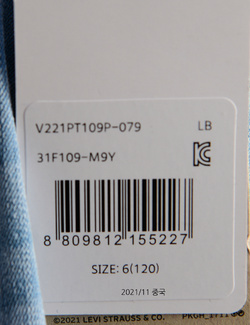 V221PT109P-079 LB
31F109-M9Y
8 809812 155227
SIZE: 6(120)
2021/11 중국
©2021 LEVI STRAUSS & CO.